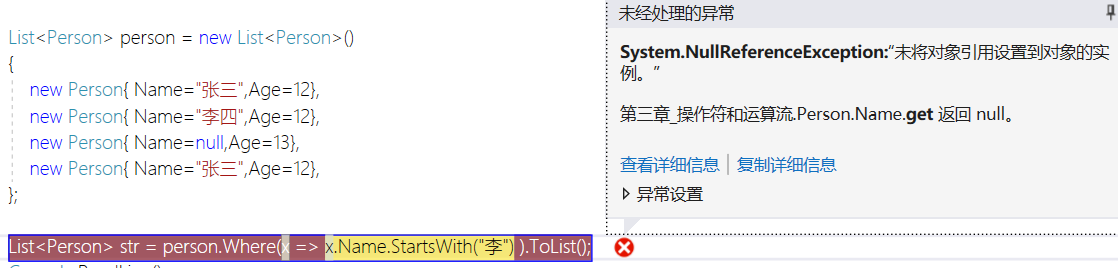 List<Person> person = new List<Person>()
{
new Person{ Name="张三",Age=12},
new Person{ Name="李四",Age=12},
new Person{ Name=null,Age=13},
new Person{ Name="张三",Age=12},
};
List<Person> str = person.Where(x => x.Name.StartsWith("李") ).ToList();
未经处理的异常
System.NullReferenceException:“未将对象引用设置到对象的实
例。”
第三章_操作符和运算流.Person.Name.get 返回 null。
查看详细信息 | 复制详细信息
异常设置